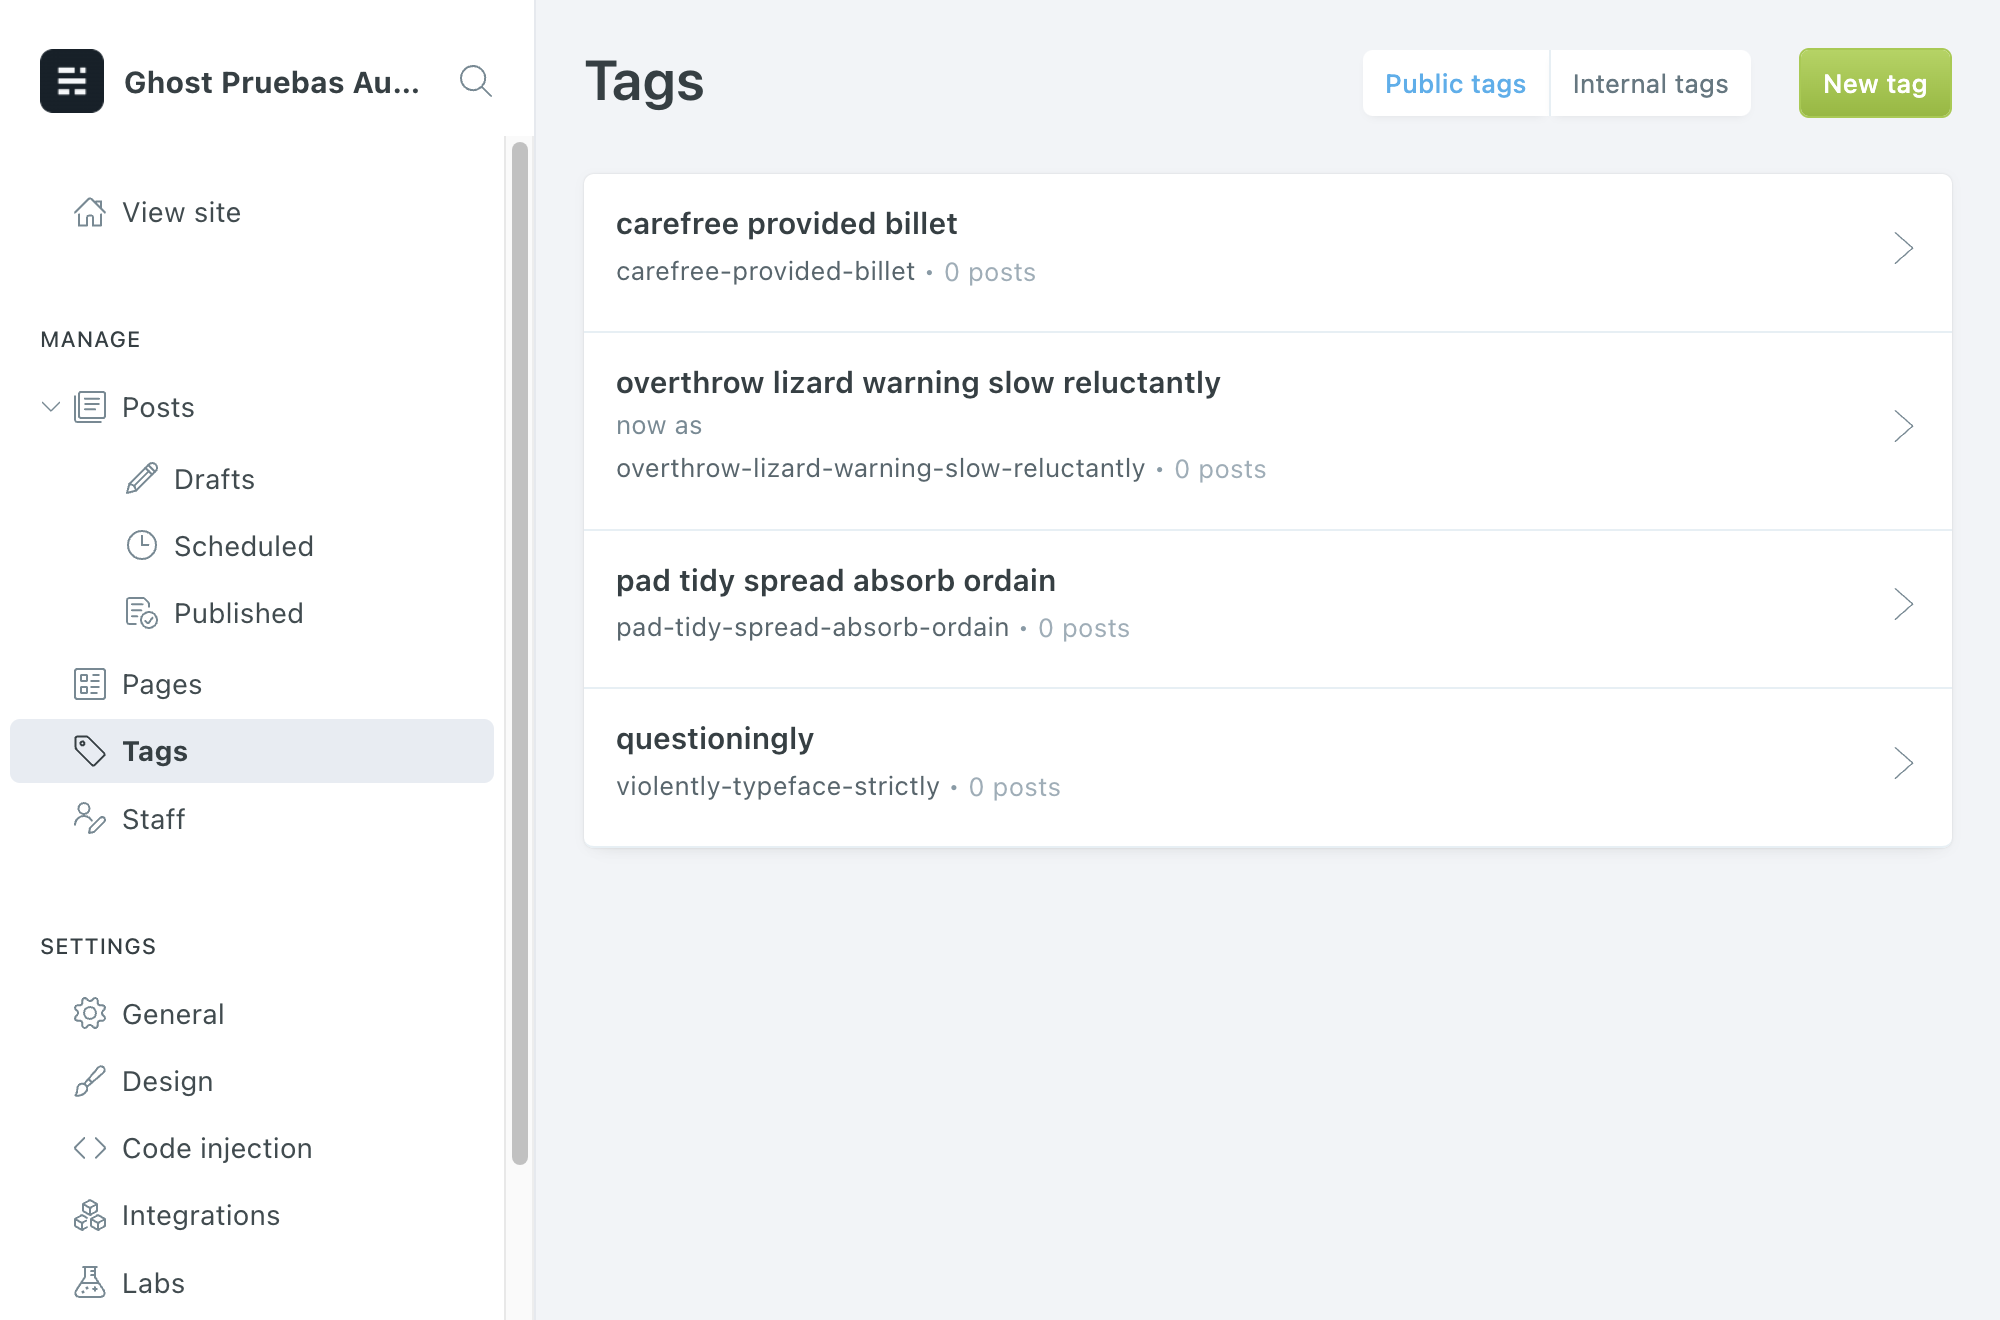 Ghost Pruebas Au...
View site
MANAGE
Posts
Drafts
Scheduled
Published
Pages
Tags
Staff
SETTINGS
General
Design
Code injection
Integrations
Labs
Tags
Public tags
Internal tags
New tag
carefree provided billet
carefree-provided-billet • 0 posts
overthrow lizard warning slow reluctantly
now as
overthrow-lizard-warning-slow-reluctantly • 0 posts
pad tidy spread absorb ordain
pad-tidy-spread-absorb-ordain • 0 posts
questioningly
violently-typeface-strictly • 0 posts